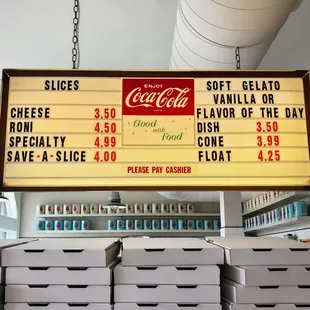 SLICES
CHEESE 3.50
RONI 4.50
SPECIALTY 4.99
SAVE-A-SLICE 4.00
ENJOY
Coca-Cola
Good
with
Food
SOFT GELATO
VANILLA OR
FLAVOR OF THE DAY
DISH 3.50
CONE 3.99
FLOAT 4.25
PLEASE PAY CASHIER